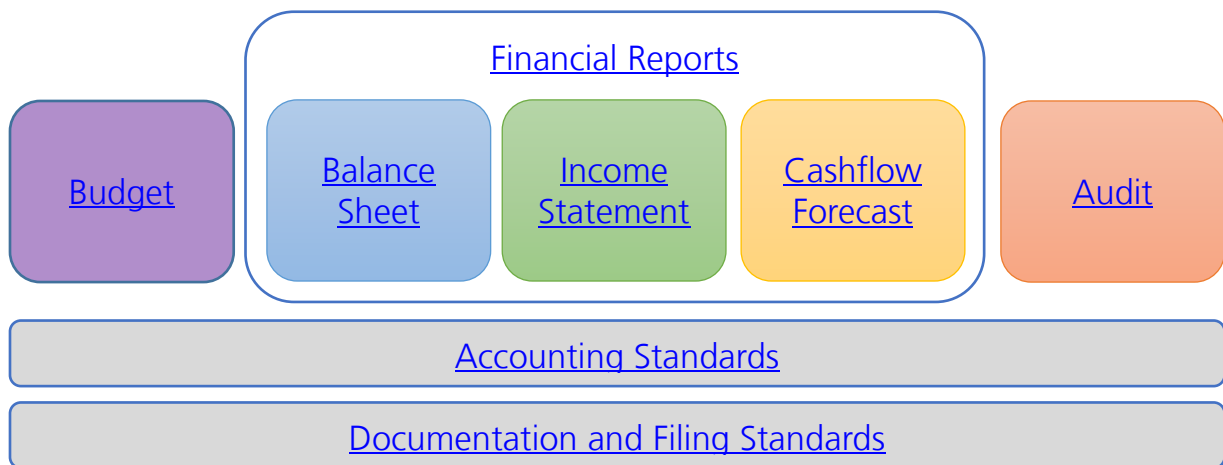 Financial Reports
Budget
Balance
Sheet
Income
Statement
Cashflow
Forecast
Audit
Accounting Standards
Documentation and Filing Standards